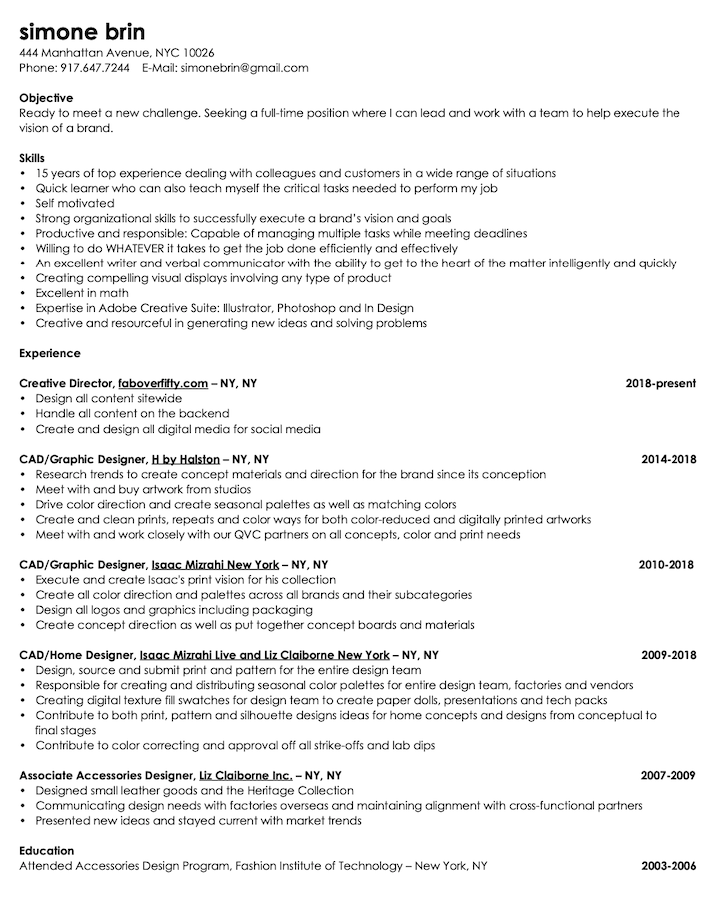 simone brin
444 Manhattan Avenue, NYC 10026
Phone: 917.647.7244 E-Mail: simonebrin@gmail.com
Objective
Ready to meet a new challenge. Seeking a full-time position where I can lead and work with a team to help execute the
vision of a brand.
Skills
• 15 years of top experience dealing with colleagues and customers in a wide range of situations
• Quick learner who can also teach myself the critical tasks needed to perform my job
• Self motivated
• Strong organizational skills to successfully execute a brand's vision and goals
• Productive and responsible: Capable of managing multiple tasks while meeting deadlines
• Willing to do WHATEVER it takes to get the job done efficiently and effectively
• An excellent writer and verbal communicator with the ability to get to the heart of the matter intelligently and quickly
• Creating compelling visual displays involving any type of product
• Excellent in math
• Expertise in Adobe Creative Suite: Illustrator, Photoshop and In Design
• Creative and resourceful in generating new ideas and solving problems
Experience
Creative Director, faboverfifty.com – NY, NY 2018-present
• Design all content sitewide
• Handle all content on the backend
• Create and design all digital media for social media
CAD/Graphic Designer, H by Halston – NY, NY 2014-2018
• Research trends to create concept materials and direction for the brand since its conception
• Meet with and buy artwork from studios
• Drive color direction and create seasonal palettes as well as matching colors
• Create and clean prints, repeats and color ways for both color-reduced and digitally printed artworks
• Meet with and work closely with our QVC partners on all concepts, color and print needs
CAD/Graphic Designer, Isaac Mizrahi New York – NY, NY 2010-2018
• Execute and create Isaac's print vision for his collection
• Create all color direction and palettes across all brands and their subcategories
• Design all logos and graphics including packaging
• Create concept direction as well as put together concept boards and materials
CAD/Home Designer, Isaac Mizrahi Live and Liz Claiborne New York – NY, NY 2009-2018
• Design, source and submit print and pattern for the entire design team
• Responsible for creating and distributing seasonal color palettes for entire design team, factories and vendors
• Creating digital texture fill swatches for design team to create paper dolls, presentations and tech packs
• Contribute to both print, pattern and silhouette designs ideas for home concepts and designs from conceptual to
final stages
• Contribute to color correcting and approval off all strike-offs and lab dips
Associate Accessories Designer, Liz Claiborne Inc. – NY, NY 2007-2009
• Designed small leather goods and the Heritage Collection
• Communicating design needs with factories overseas and maintaining alignment with cross-functional partners
• Presented new ideas and stayed current with market trends
Education
Attended Accessories Design Program, Fashion Institute of Technology – New York, NY 2003-2006